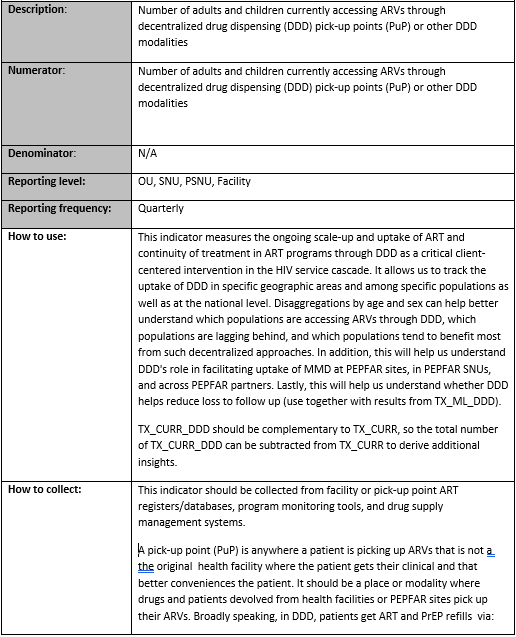 Description:
Number of adults and children currently accessing ARVs through
decentralized drug dispensing (DDD) pick-up points (PuP) or other DDD
modalities
Numerator:
Number of adults and children currently accessing ARVs through
decentralized drug dispensing (DDD) pick-up points (PuP) or other DDD
modalities
Denominator:
N/A
Reporting level:
OU, SNU, PSNU, Facility
Reporting frequency:
Quarterly
How to use:
This indicator measures the ongoing scale-up and uptake of ART and
continuity of treatment in ART programs through DDD as a critical client-
centered intervention in the HIV service cascade. It allows us to track the
uptake of DDD in specific geographic areas and among specific populations as
well as at the national level. Disaggregations by age and sex can help better
understand which populations are accessing ARVs through DDD, which
populations are lagging behind, and which populations tend to benefit most
from such decentralized approaches. In addition, this will help us understand
DDD's role in facilitating uptake of MMD at PEPFAR sites, in PEPFAR SNUs,
and across PEPFAR partners. Lastly, this will help us understand whether DDD
helps reduce loss to follow up (use together with results from TX_ML_DDD).
TX_CURR_DDD should be complementary to TX_CURR, so the total number
of TX_CURR_DDD can be subtracted from TX_CURR to derive additional
insights.
How to collect:
This indicator should be collected from facility or pick-up point ART
registers/databases, program monitoring tools, and drug supply
management systems.
A pick-up point (PuP) is anywhere a patient is picking up ARVs that is not a
the original health facility where the patient gets their clinical and that
better conveniences the patient. It should be a place or modality where
drugs and patients devolved from health facilities or PEPFAR sites pick up
their ARVs. Broadly speaking, in DDD, patients get ART and PrEP refills via: